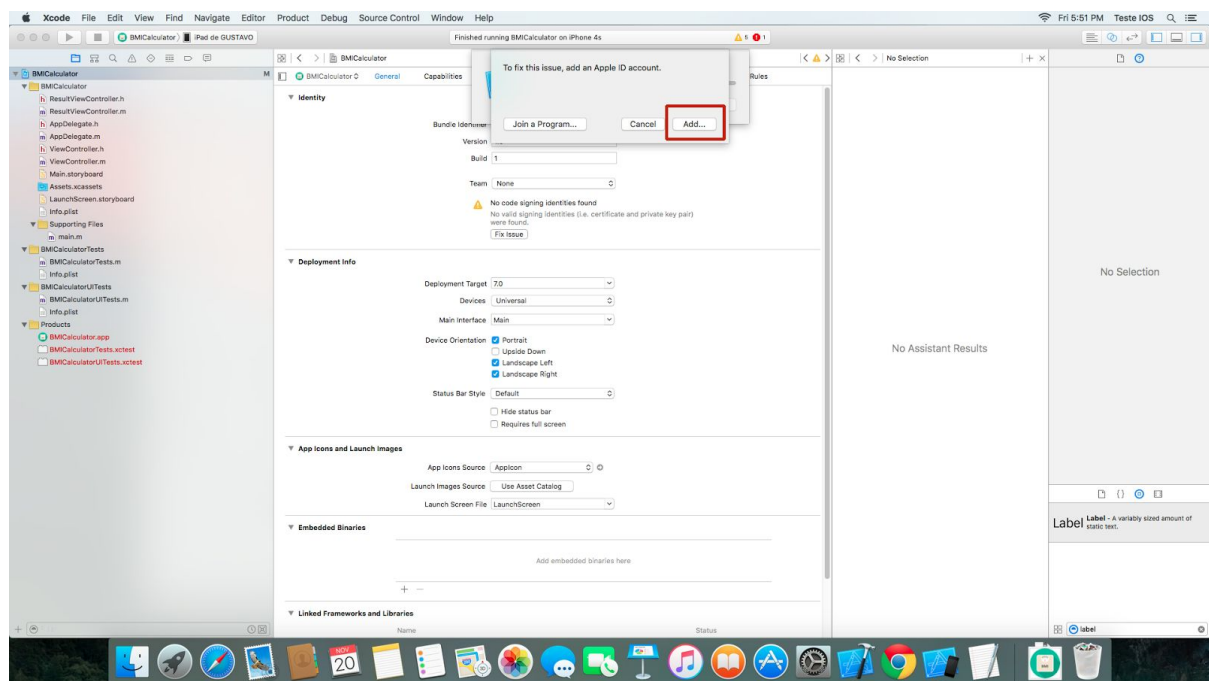 Xcode File Edit View Find Navigate Editor Product Debug Source Control Window Help Fri 5:51 PM Teste IOS
BMICalculator iPad de GUSTAVO Finished running BMICalculator on iPhone 4s 5 1
BMICalculator No Selection
BMICalculator M
BMICalculator
ResultViewController.h
ResultViewController.m
AppDelegate.h
AppDelegate.m
ViewController.h
ViewController.m
Main.storyboard
Assets.xcassets
LaunchScreen.storyboard
Info.plist
Supporting Files
main.m
BMICalculatorTests
BMICalculatorTests.m
Info.plist
BMICalculatorUITests
BMICalculatorUITests.m
Info.plist
Products
BMICalculator.app
BMICalculatorTests.xctest
BMICalculatorUITests.xctest
BMICalculator General Capabilities Rules
To fix this issue, add an Apple ID account.
Join a Program... Cancel Add...
Identity
Bundle Identifier
Version
Build 1
Team None
No code signing identities found
No valid signing identities (i.e. certificate and private key pair)
were found.
Fix Issue
Deployment Info
Deployment Target 7.0
Devices Universal
Main Interface Main
Device Orientation Portrait
Upside Down
Landscape Left
Landscape Right
Status Bar Style Default
Hide status bar
Requires full screen
App Icons and Launch Images
App Icons Source AppIcon
Launch Images Source Use Asset Catalog
Launch Screen File LaunchScreen
Embedded Binaries
Add embedded binaries here
Linked Frameworks and Libraries
Name Status
No Assistant Results
No Selection
Label Label - A variably sized amount of
static text.
label
NOV
20